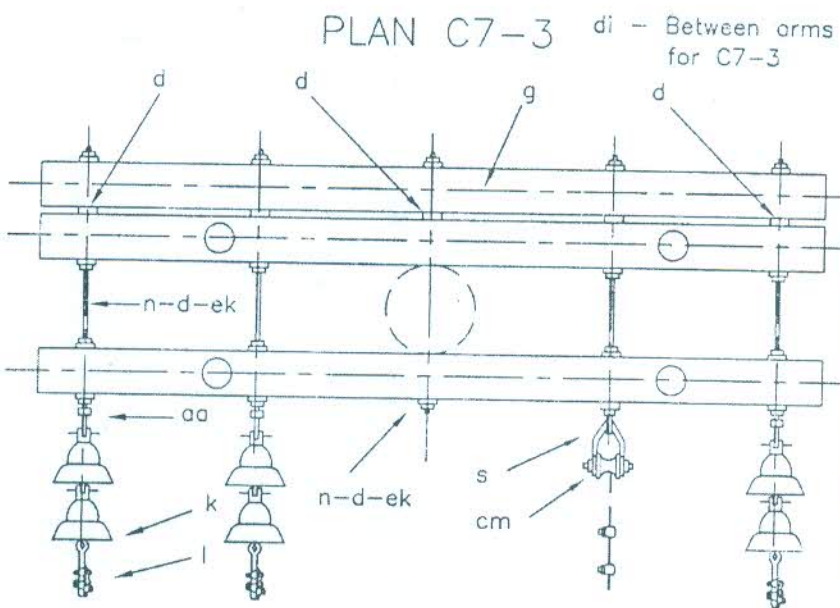 PLAN C7-3
di - Between arms
for C7-3
d
d
g
d
n-d-ek
aa
n-d-ek
s
k
cm
l